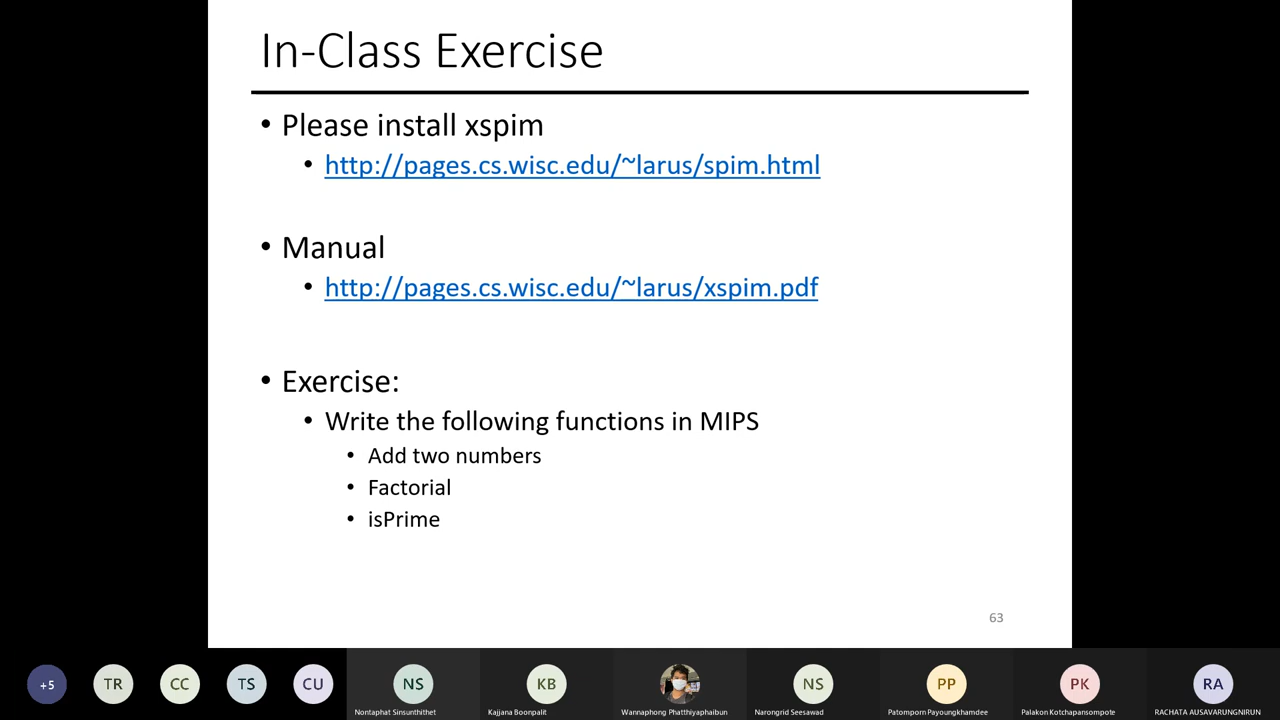 In-Class Exercise
• Please install xspim
• http://pages.cs.wisc.edu/~larus/spim.html
• Manual
• http://pages.cs.wisc.edu/~larus/xspim.pdf
• Exercise:
• Write the following functions in MIPS
• Add two numbers
• Factorial
• isPrime
63
+5
TR
CC
TS
CU
NS
KB
NS
PP
PK
RA
Nontaphat Sinsunthithet
Kajjana Boonpalit
Wannaphong Phatthiyaphaibun
Narongrid Seesawad
Patomporn Payoungkhamdee
Palakon Kotchapansompote
RACHATA AUSAVARUNGNIRUN